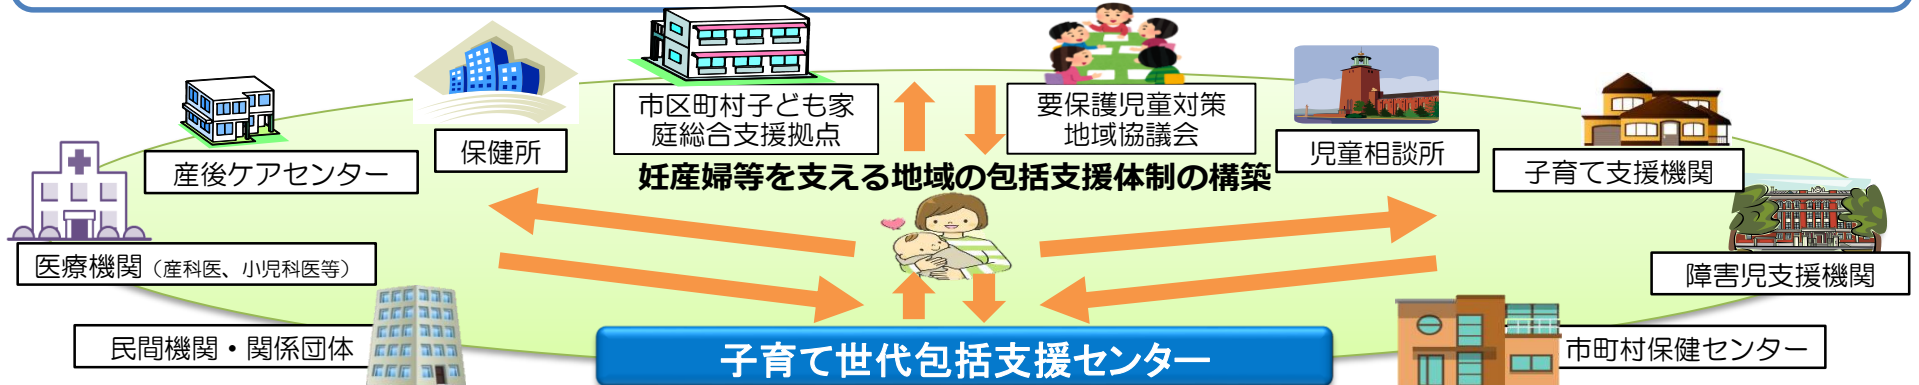 市区町村子ども家
庭総合支援拠点
要保護児童対策
地域協議会
保健所
児童相談所
産後ケアセンター
子育て支援機関
妊産婦等を支える地域の包括支援体制の構築
医療機関（産科医、小児科医等）
障害児支援機関
民間機関・関係団体
子育て世代包括支援センター
市町村保健センター